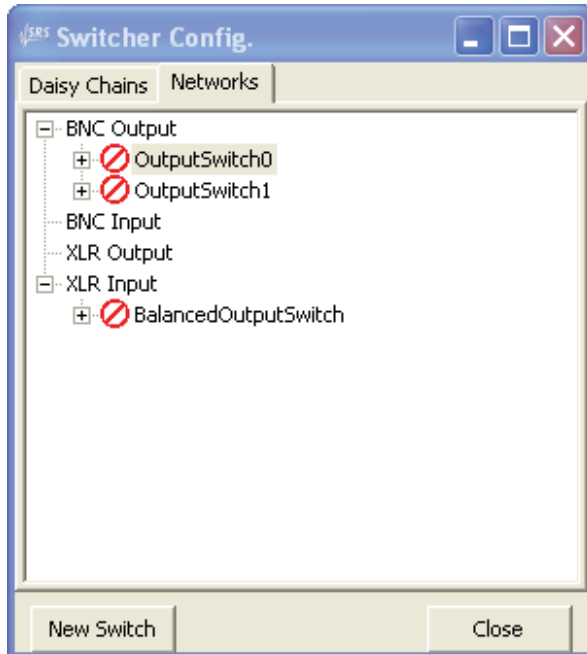 SRS Switcher Config.
Daisy Chains Networks
BNC Output
OutputSwitch0
OutputSwitch1
BNC Input
XLR Output
XLR Input
BalancedOutputSwitch
New Switch Close